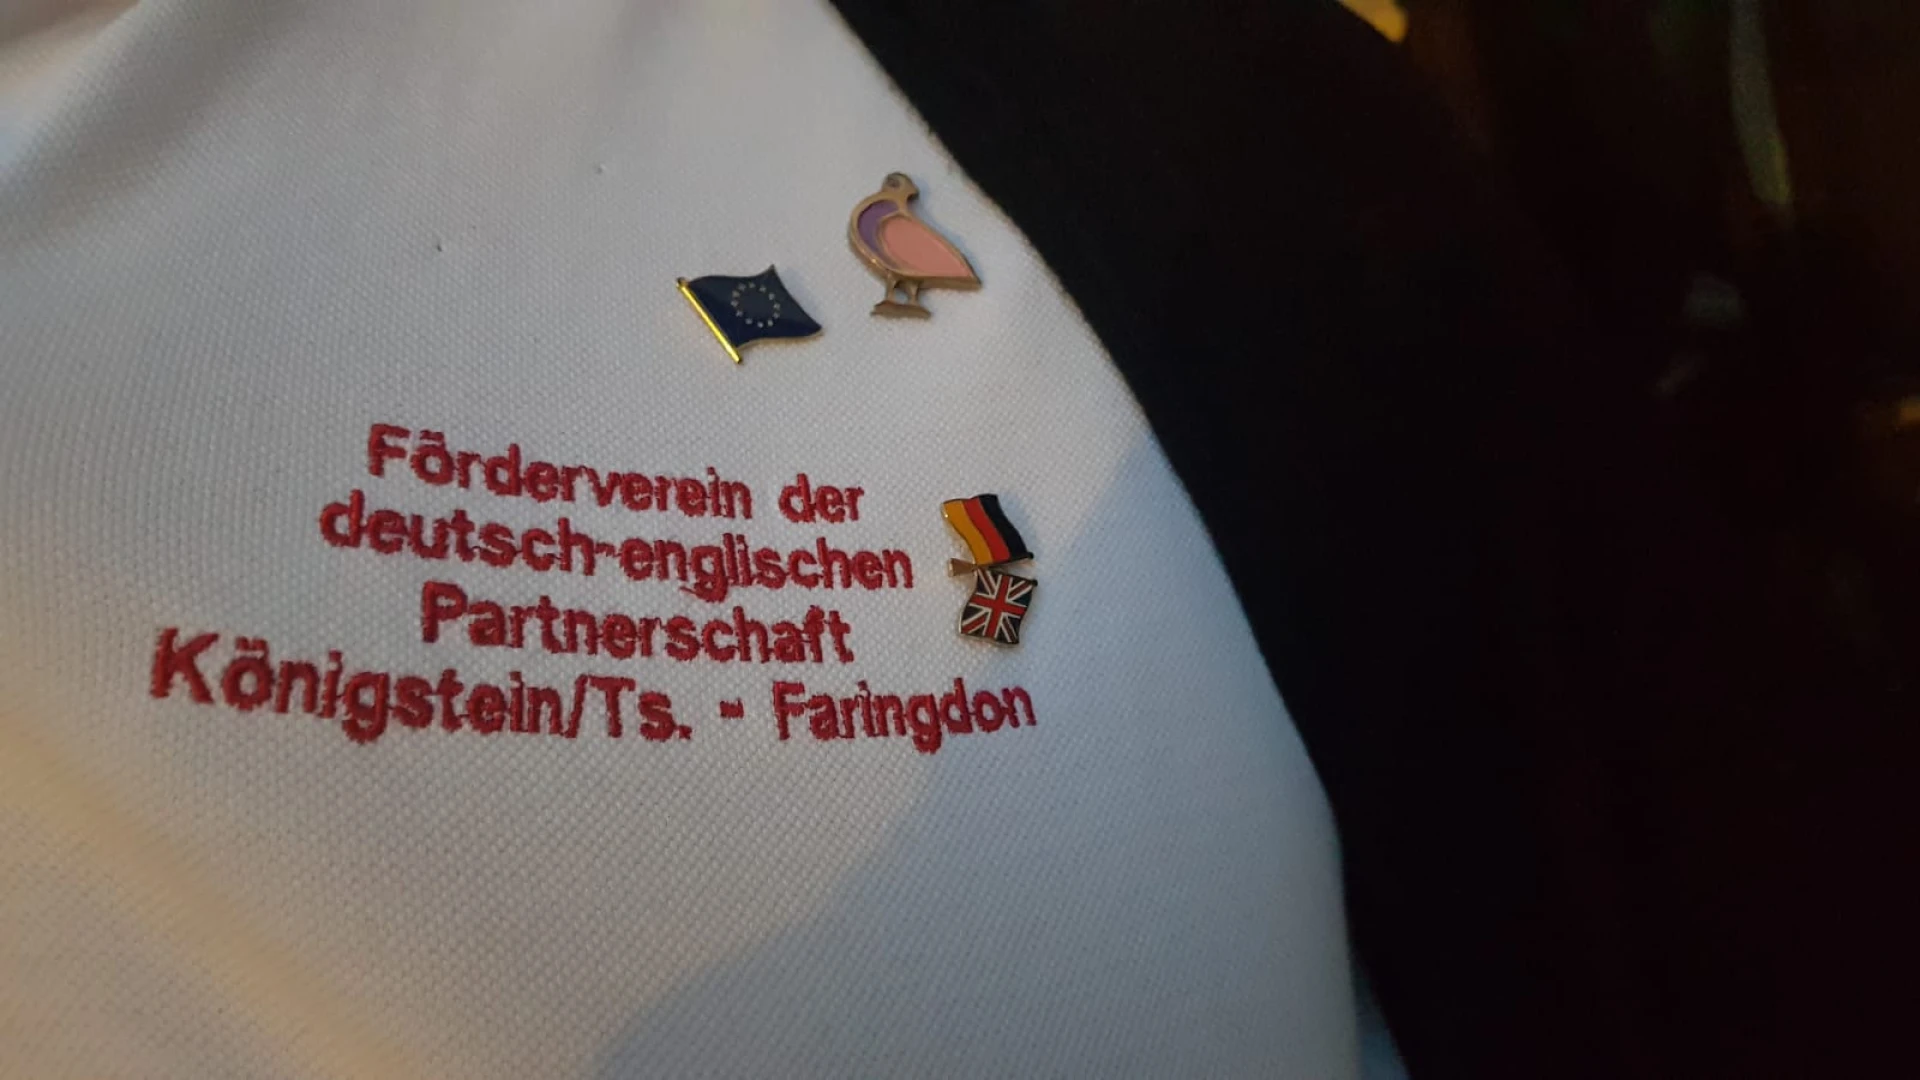 Förderverein der
deutsch-englischen
Partnerschaft
Königstein/Ts. - Faringdon